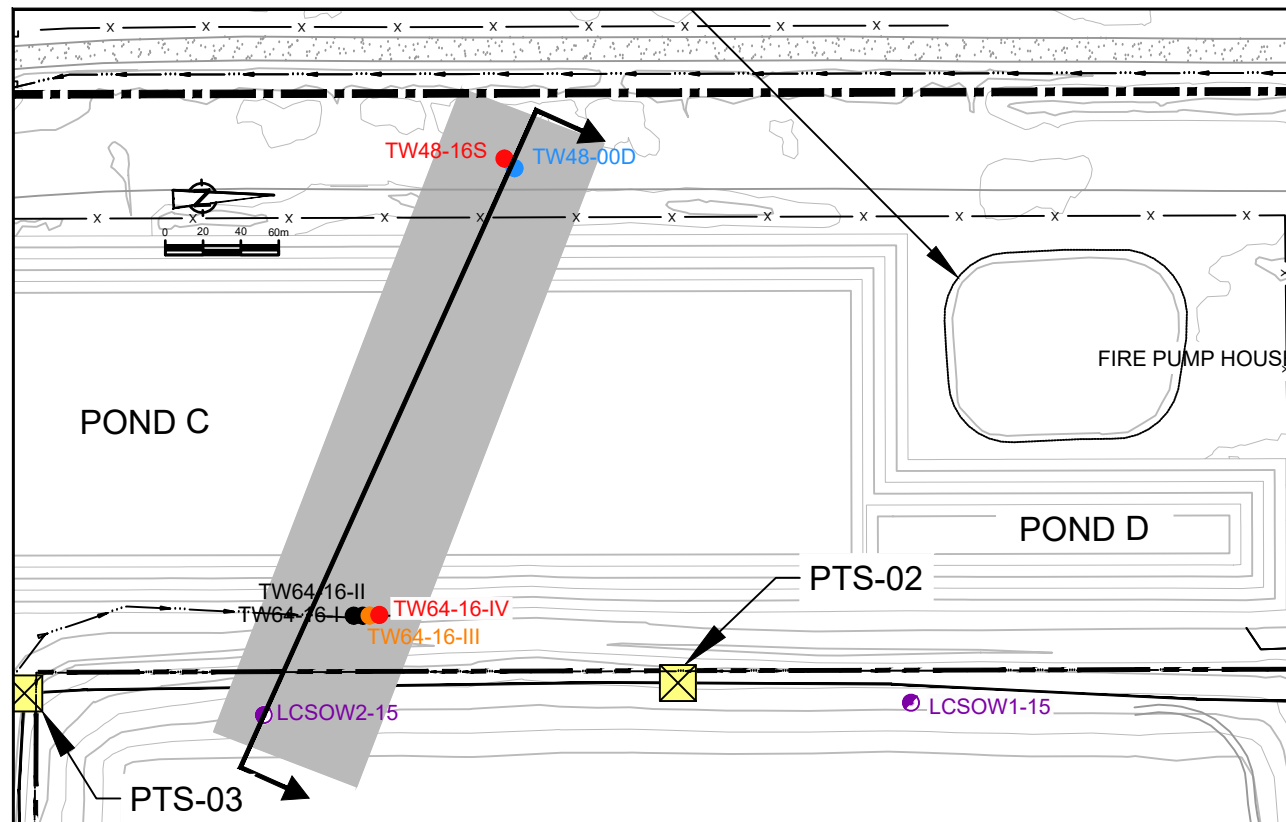 X X X X X X X X X
TW48-16S
TW48-00D
X X X X X X X X X X X X X
0 20 40 60m
X
FIRE PUMP HOUSE
X
POND C
POND D
PTS-02
TW64-16-II
TW64-16-I
TW64-16-IV
TW64-16-III
LCSOW2-15
LCSOW1-15
PTS-03